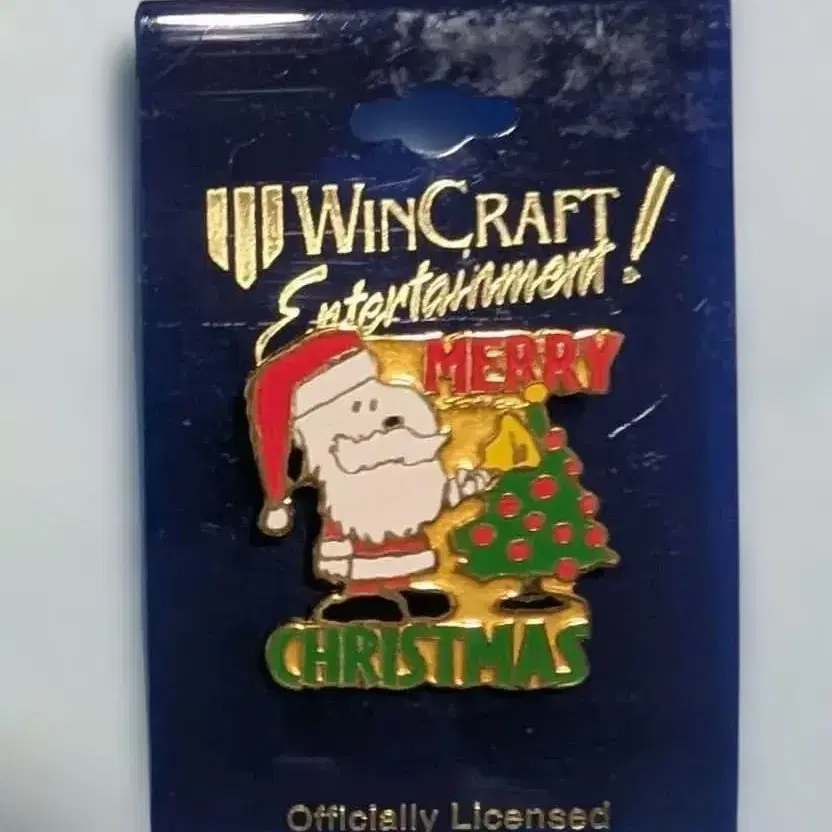 WINCRAFT!
Entertainment
MERRY
CHRISTMAS
Officially Licensed